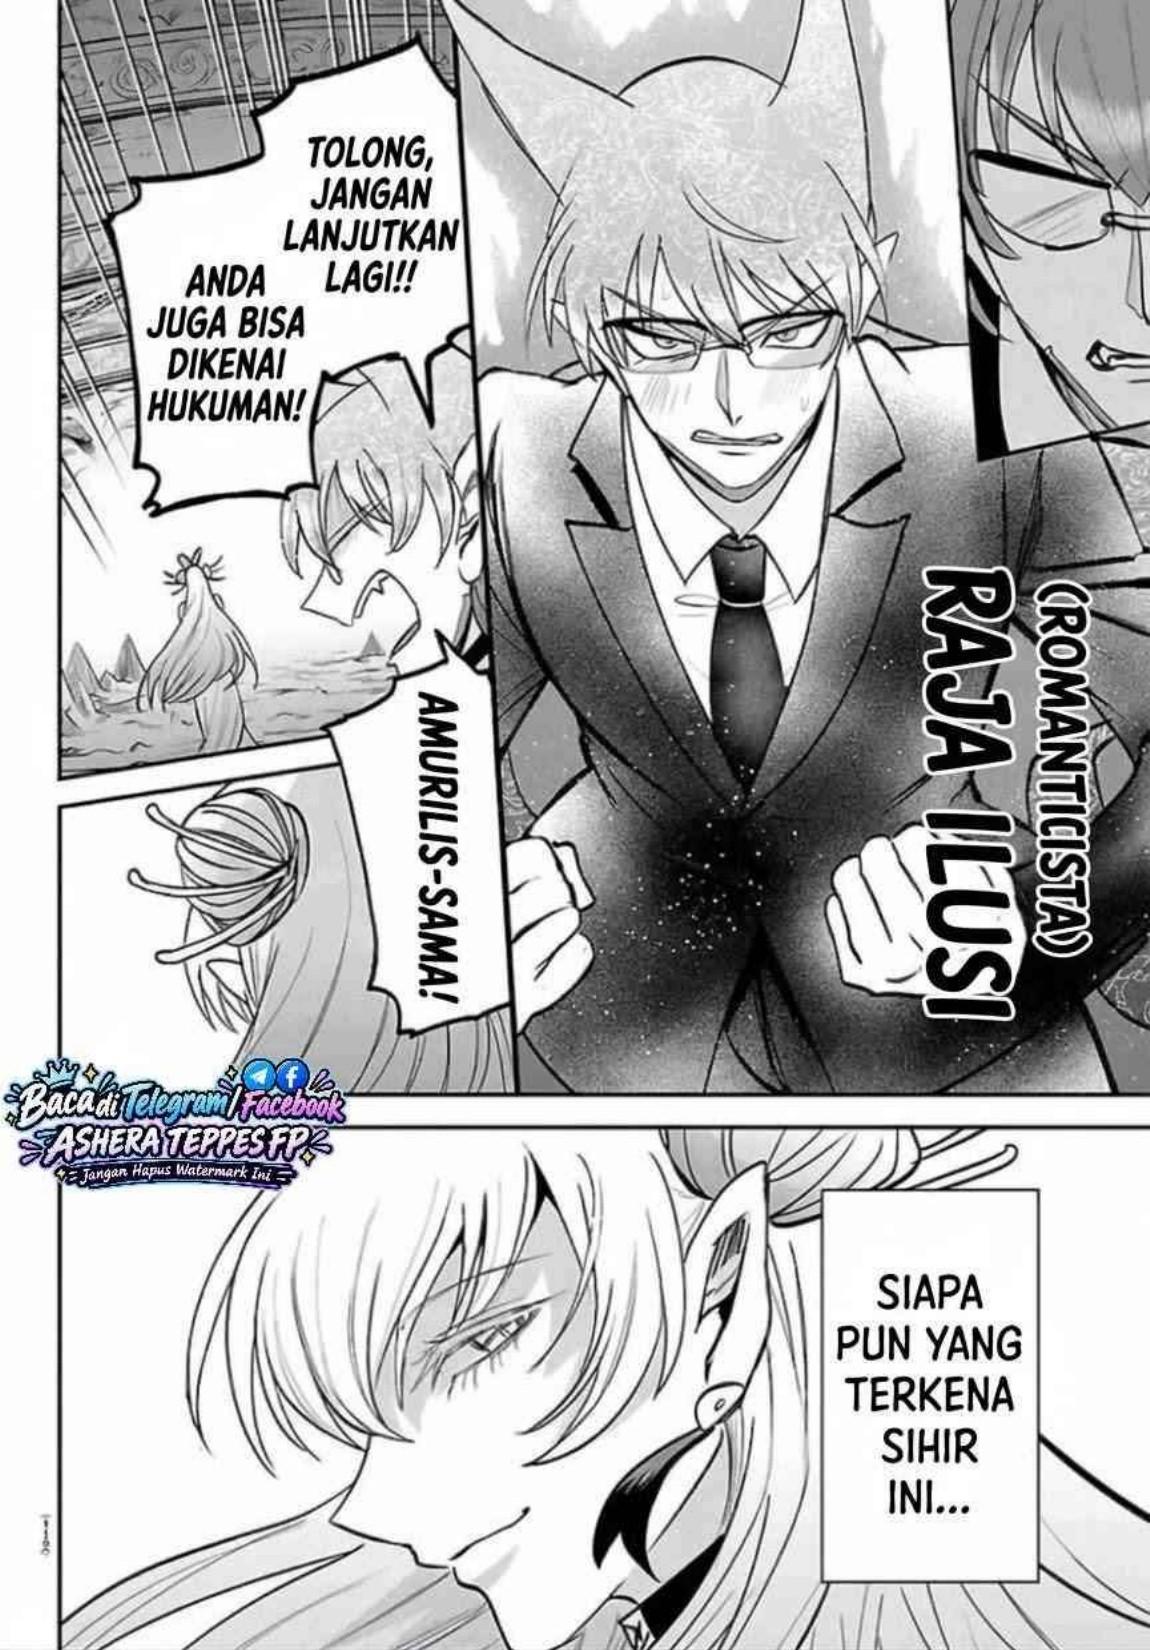 (ROMANTICISTA)
RAJA ILUSI
TOLONG,
JANGAN
LANJUTKAN
LAGI!!
ANDA
JUGA BISA
DIKENAI
HUKUMAN!
AMURILIS-SAMA!
SIAPA
PUN YANG
TERKENA
SIHIR
INI...
Baca di Telegram/Facebook
ASHERA TEPPES FP
Jangan Hapus Watermark Ini